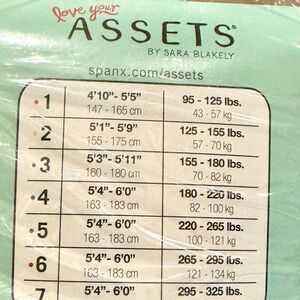 love your
ASSETS®
BY SARA BLAKELY
spanx.com/assets
1 4'10"- 5'5" 95 - 125 lbs.
147 - 165 cm 43 - 57 kg
2 5'1"- 5'9" 125 - 155 lbs.
155 - 175 cm 57 - 70 kg
3 5'3"- 5'11" 155 - 180 lbs.
160 - 180 cm 70 - 82 kg
4 5'4"- 6'0" 180 - 220 lbs.
163 - 183 cm 82 - 100 kg
5 5'4"- 6'0" 220 - 265 lbs.
163 - 183 cm 100 - 121 kg
6 5'4"- 6'0" 265 - 295 lbs.
163 - 183 cm 121 - 134 kg
7 5'4"- 6'0" 295 - 325 lbs.